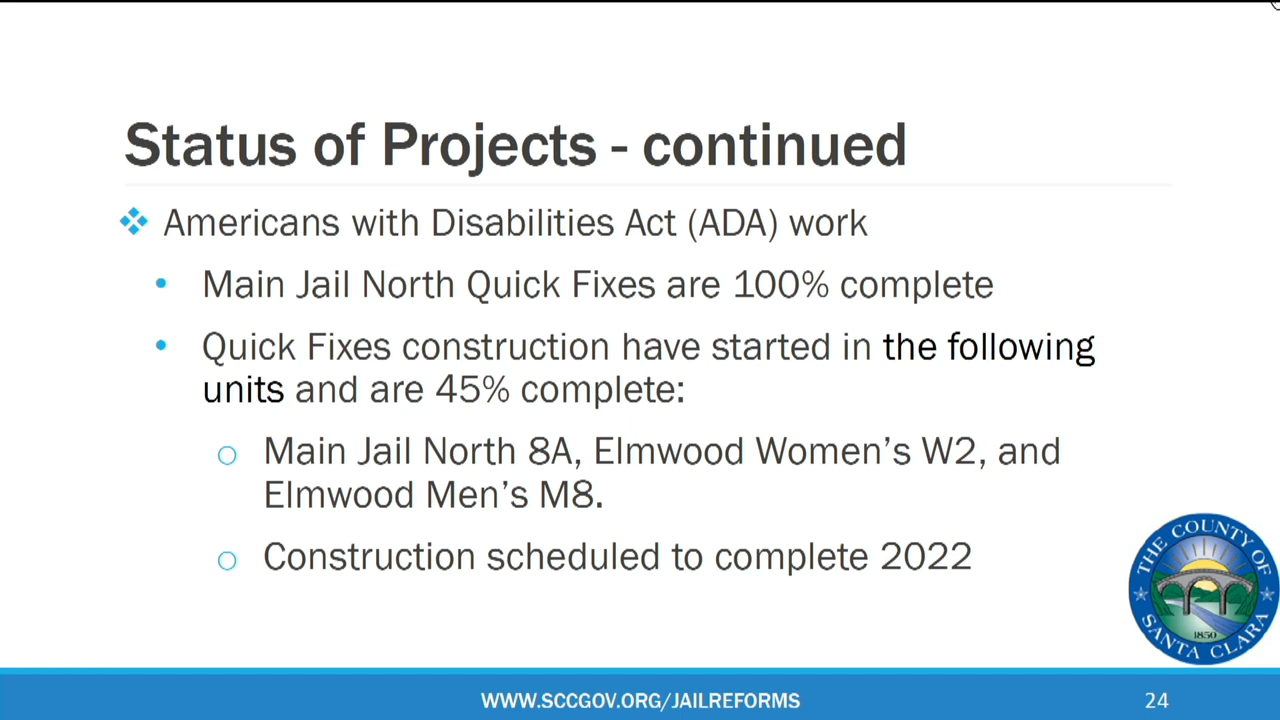 Status of Projects - continued
Americans with Disabilities Act (ADA) work
Main Jail North Quick Fixes are 100% complete
Quick Fixes construction have started in the following
units and are 45% complete:
Main Jail North 8A, Elmwood Women’s W2, and
Elmwood Men’s M8.
Construction scheduled to complete 2022
THE COUNTY OF
1850
SANTA CLARA
WWW.SCCGOV.ORG/JAILREFORMS
24